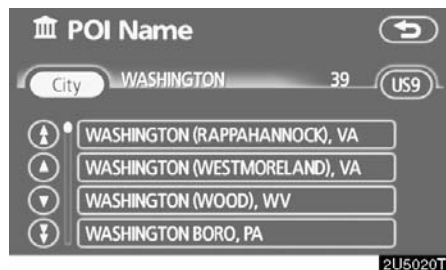 POI Name
City WASHINGTON 39 US9
WASHINGTON (RAPPAHANNOCK), VA
WASHINGTON (WESTMORELAND), VA
WASHINGTON (WOOD), WV
WASHINGTON BORO, PA
2U5020T